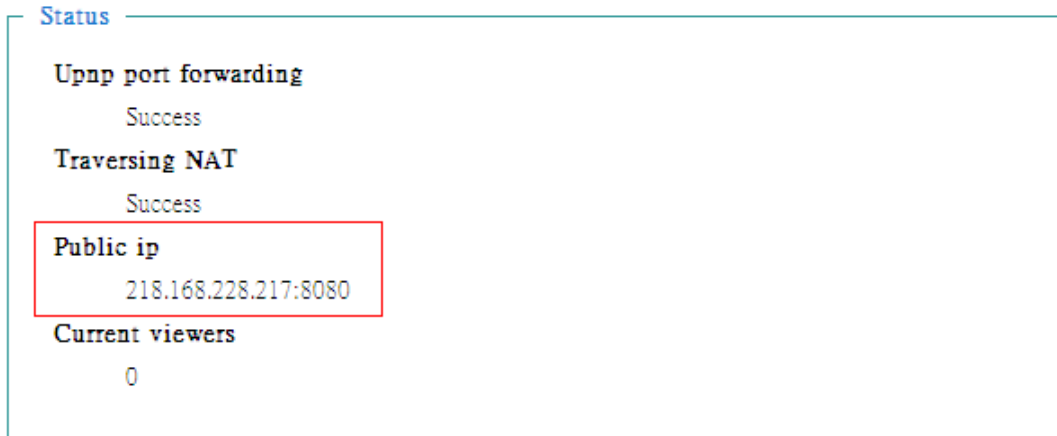 Status
Upnp port forwarding
Success
Traversing NAT
Success
Public ip
218.168.228.217:8080
Current viewers
0